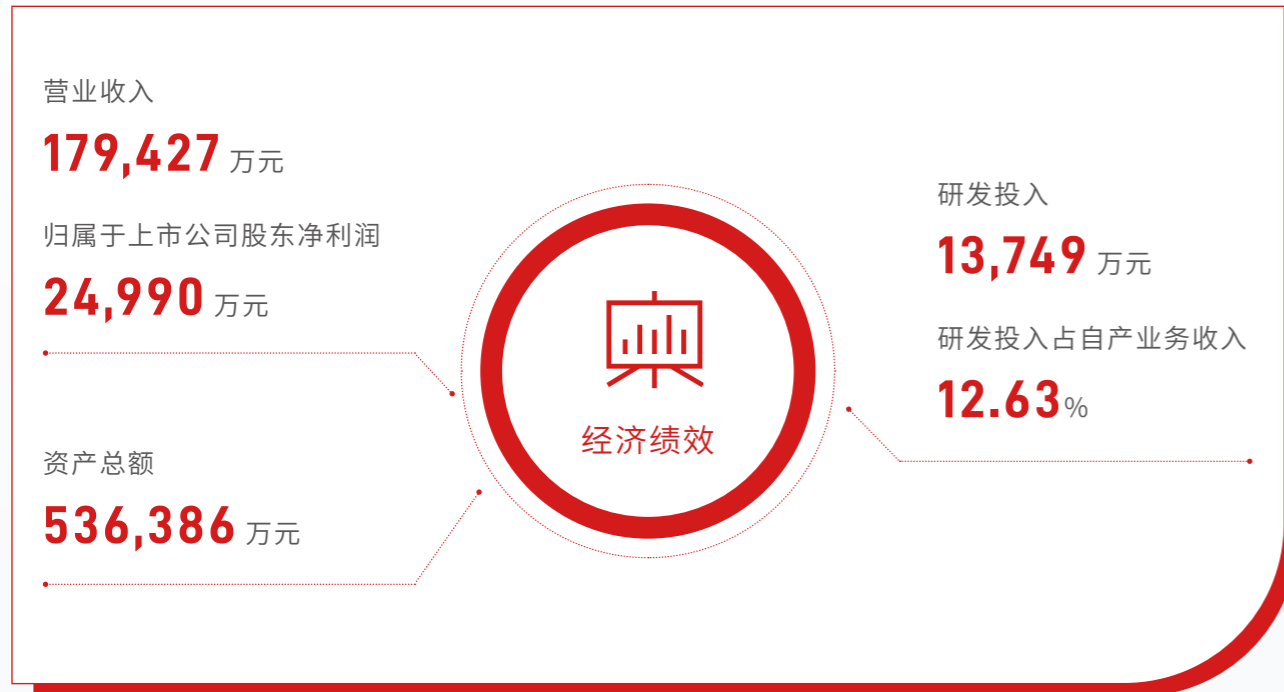 营业收入
179,427 万元
归属于上市公司股东净利润
24,990 万元
资产总额
536,386 万元
经济绩效
研发投入
13,749 万元
研发投入占自产业务收入
12.63%